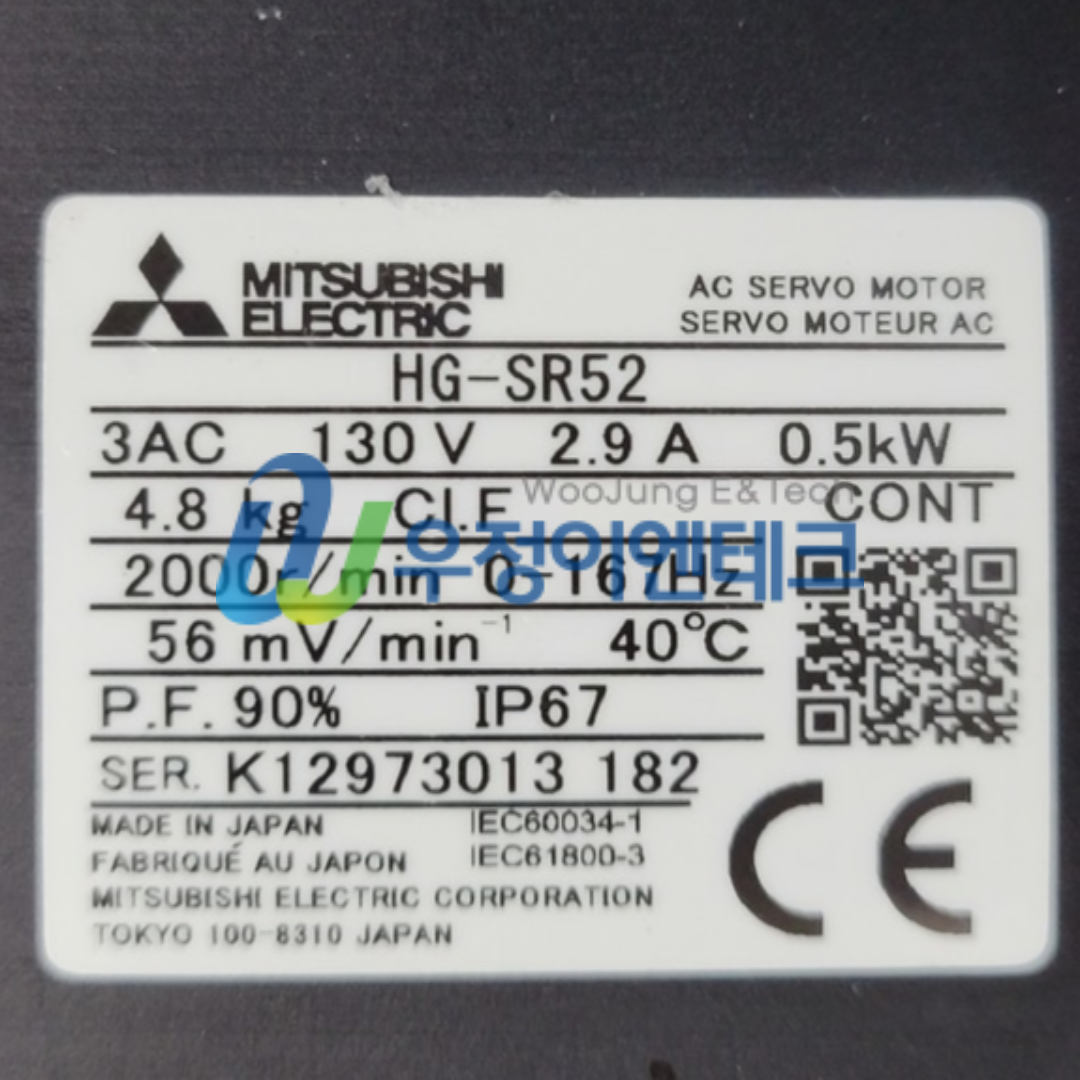 MITSUBISHI
ELECTRIC
AC SERVO MOTOR
SERVO MOTEUR AC
HG-SR52
3AC 130 V 2.9 A 0.5kW
4.8 kg CI.F CONT
WooJung E&Tech
우정이엔테크
2000r/min 0-167Hz
56 mV/min⁻¹ 40°C
P.F. 90% IP67
SER. K12973013 182
MADE IN JAPAN IEC60034-1
FABRIQUÉ AU JAPON IEC61800-3
MITSUBISHI ELECTRIC CORPORATION
TOKYO 100-8310 JAPAN
CE